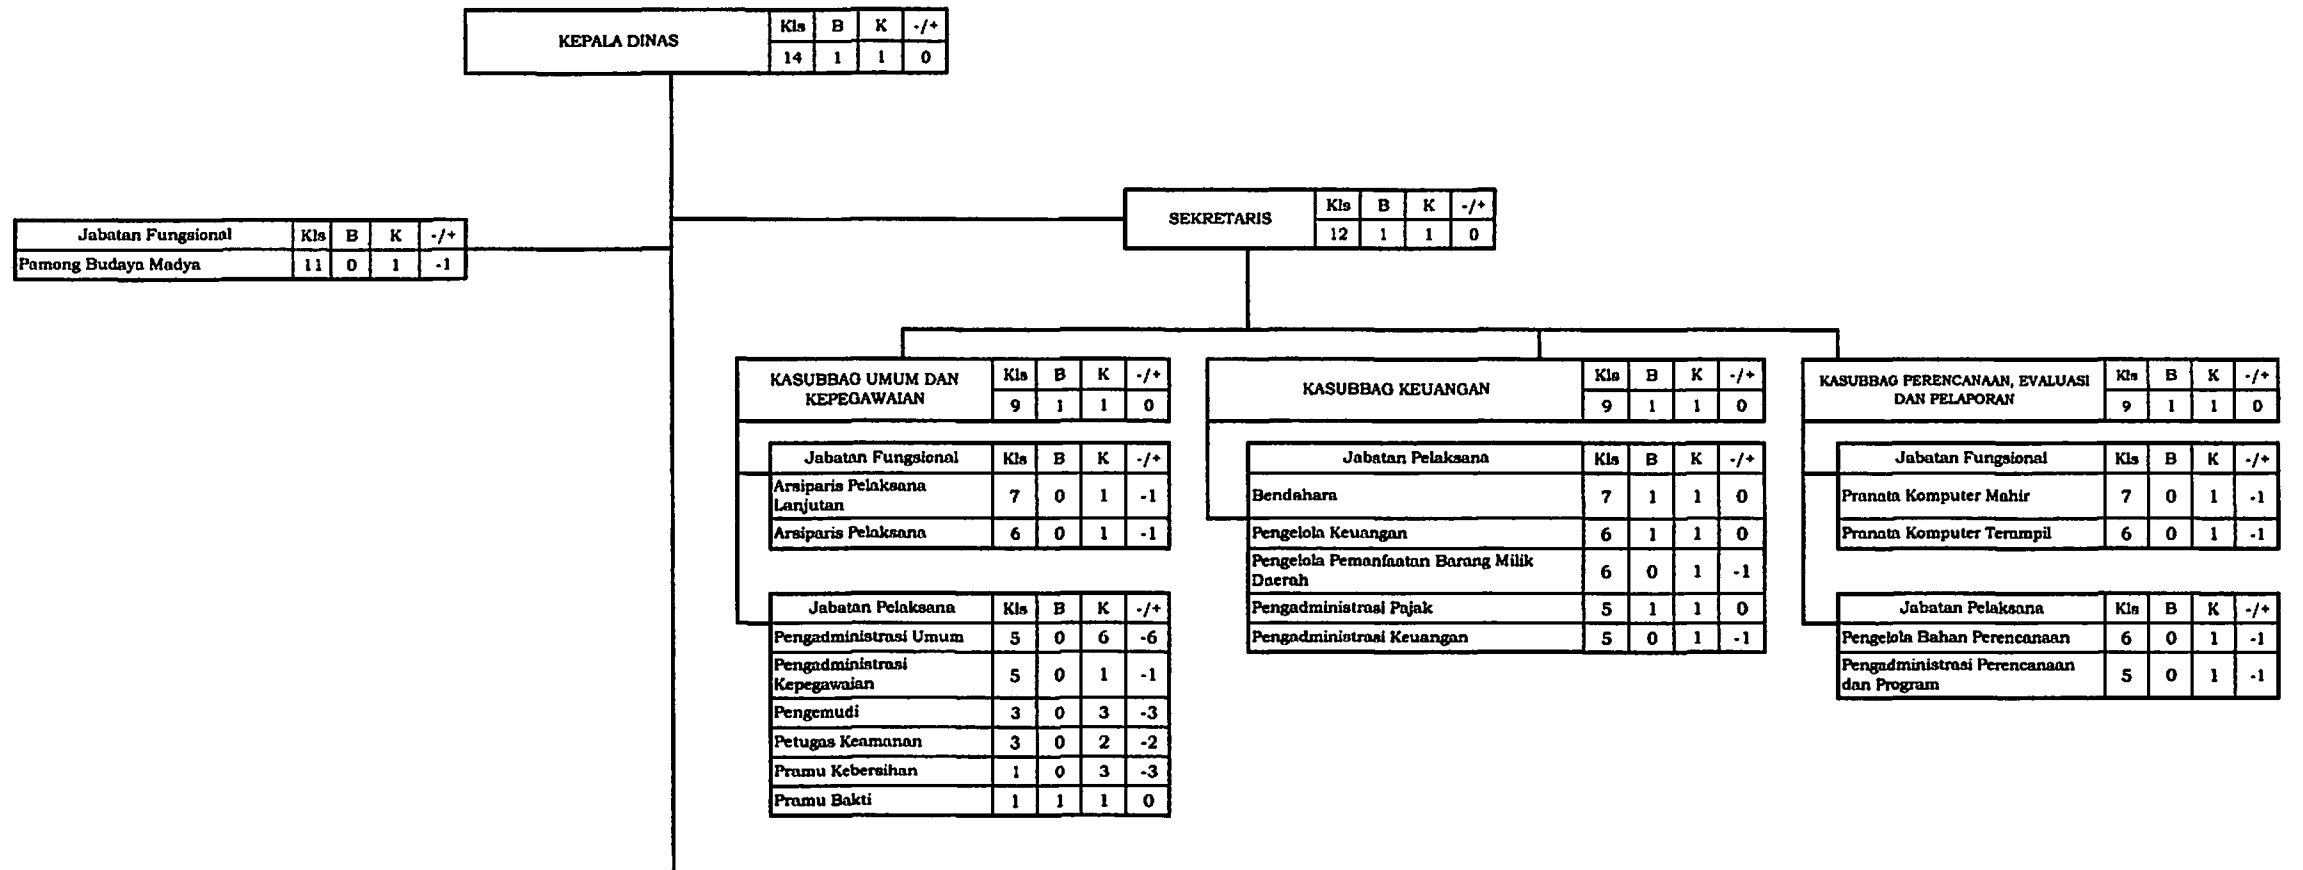 KEPALA DINAS Kls B K -/+
14 1 1 0
SEKRETARIS Kls B K -/+
12 1 1 0
Jabatan Fungsional Kls B K -/+
Pamong Budaya Madya 11 0 1 -1
KASUBBAG UMUM DAN
KEPEGAWAIAN Kls B K -/+
9 1 1 0
Jabatan Fungsional Kls B K -/+
Arsiparis Pelaksana
Lanjutan 7 0 1 -1
Arsiparis Pelaksana 6 0 1 -1
Jabatan Pelaksana Kls B K -/+
Pengadministrasi Umum 5 0 6 -6
Pengadministrasi
Kepegawaian 5 0 1 -1
Pengemudi 3 0 3 -3
Petugas Keamanan 3 0 2 -2
Pramu Kebersihan 1 0 3 -3
Pramu Bakti 1 1 1 0
KASUBBAG KEUANGAN Kls B K -/+
9 1 1 0
Jabatan Pelaksana Kls B K -/+
Bendahara 7 1 1 0
Pengelola Keuangan 6 1 1 0
Pengelola Pemanfaatan Barang Milik
Daerah 6 0 1 -1
Pengadministrasi Pajak 5 1 1 0
Pengadministrasi Keuangan 5 0 1 -1
KASUBBAG PERENCANAAN, EVALUASI
DAN PELAPORAN Kls B K -/+
9 1 1 0
Jabatan Fungsional Kls B K -/+
Pranata Komputer Mahir 7 0 1 -1
Pranata Komputer Terampil 6 0 1 -1
Jabatan Pelaksana Kls B K -/+
Pengelola Bahan Perencanaan 6 0 1 -1
Pengadministrasi Perencanaan
dan Program 5 0 1 -1